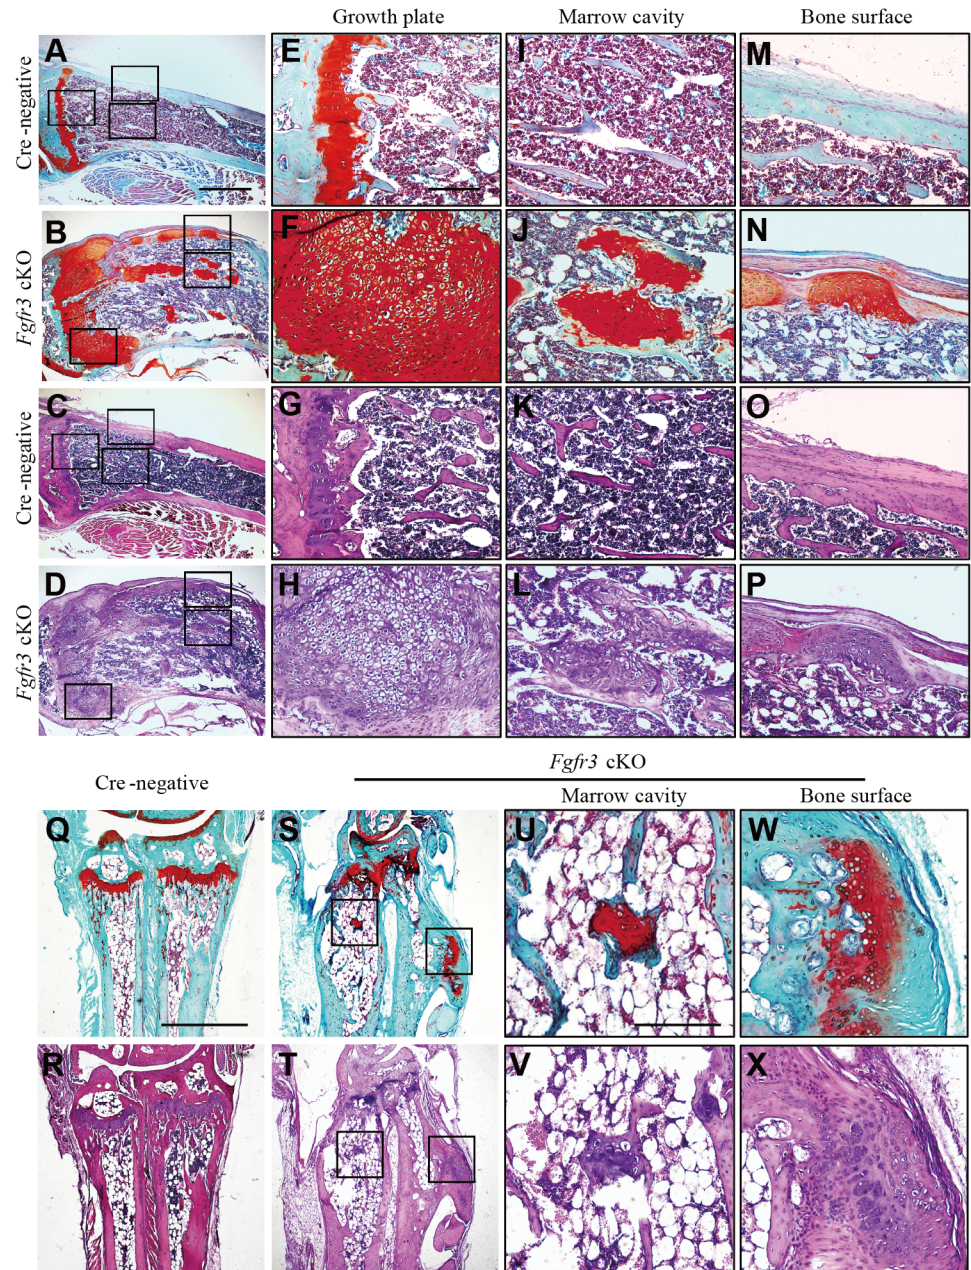 Growth plate Marrow cavity Bone surface
Cre-negative
A E I M
Fgfr3 cKO
B F J N
Cre-negative
C G K O
Fgfr3 cKO
D H L P
Fgfr3 cKO
Cre-negative
Marrow cavity Bone surface
Q S U W
R T V X